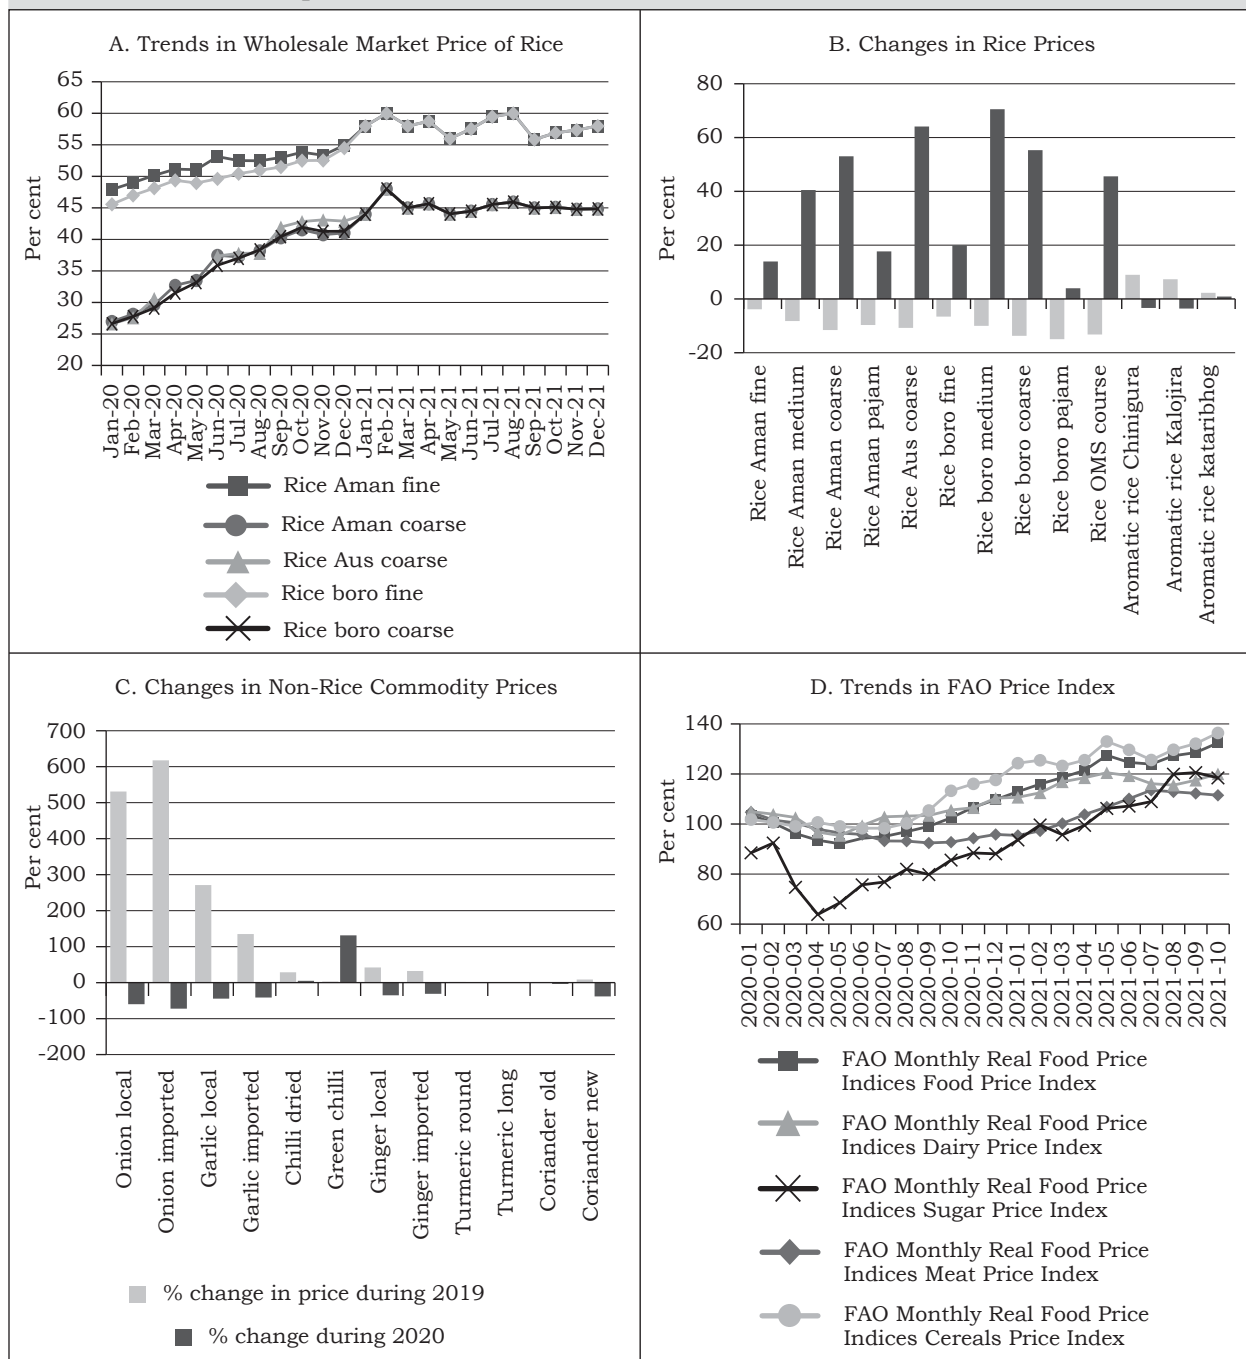 A. Trends in Wholesale Market Price of Rice
65
60
55
50
45
40
35
30
25
20
Per cent
Jan-20
Feb-20
Mar-20
Apr-20
May-20
Jun-20
Jul-20
Aug-20
Sep-20
Oct-20
Nov-20
Dec-20
Jan-21
Feb-21
Mar-21
Apr-21
May-21
Jun-21
Jul-21
Aug-21
Sep-21
Oct-21
Nov-21
Dec-21
Rice Aman fine
Rice Aman coarse
Rice Aus coarse
Rice boro fine
Rice boro coarse
B. Changes in Rice Prices
80
60
40
20
0
-20
Per cent
Rice Aman fine
Rice Aman medium
Rice Aman coarse
Rice Aman pajam
Rice Aus coarse
Rice boro fine
Rice boro medium
Rice boro coarse
Rice boro pajam
Rice OMS course
Aromatic rice Chinigura
Aromatic rice Kalojira
Aromatic rice kataribhog
C. Changes in Non-Rice Commodity Prices
700
600
500
400
300
200
100
0
-100
-200
Per cent
Onion local
Onion imported
Garlic local
Garlic imported
Chilli dried
Green chilli
Ginger local
Ginger imported
Turmeric round
Turmeric long
Coriander old
Coriander new
% change in price during 2019
% change during 2020
D. Trends in FAO Price Index
140
120
100
80
60
Per cent
2020-01
2020-02
2020-03
2020-04
2020-05
2020-06
2020-07
2020-08
2020-09
2020-10
2020-11
2020-12
2021-01
2021-02
2021-03
2021-04
2021-05
2021-06
2021-07
2021-08
2021-09
2021-10
FAO Monthly Real Food Price
Indices Food Price Index
FAO Monthly Real Food Price
Indices Dairy Price Index
FAO Monthly Real Food Price
Indices Sugar Price Index
FAO Monthly Real Food Price
Indices Meat Price Index
FAO Monthly Real Food Price
Indices Cereals Price Index